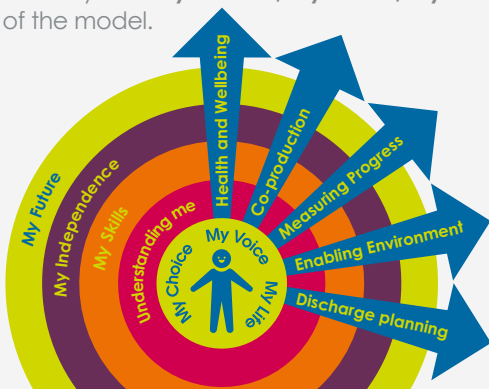 of the model.
Health and Wellbeing
Co-production
Measuring Progress
Enabling Environment
Discharge planning
My Future
My Independence
My Skills
Understanding me
My Choice
My Voice
My Life